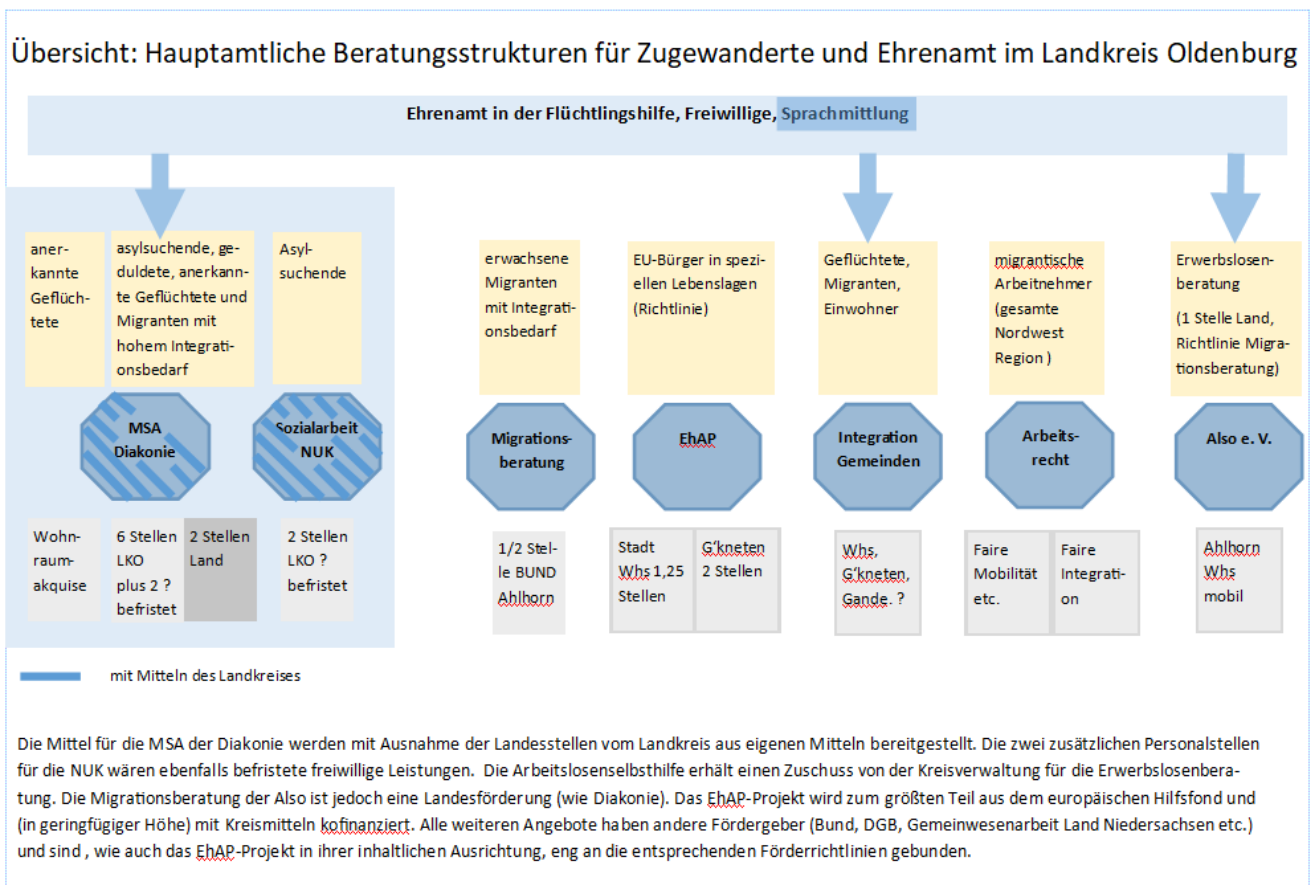 Übersicht: Hauptamtliche Beratungsstrukturen für Zugewanderte und Ehrenamt im Landkreis Oldenburg
Ehrenamt in der Flüchtlingshilfe, Freiwillige, Sprachmittlung
aner-
kannte
Geflüch-
tete
asylsuchende, ge-
duldete, anerkann-
te Geflüchtete und
Migranten mit
hohem Integrati-
onsbedarf
Asyl-
suchende
erwachsene
Migranten
mit Integrati-
onsbedarf
EU-Bürger in spezi-
ellen Lebenslagen
(Richtlinie)
Geflüchtete,
Migranten,
Einwohner
migrantische
Arbeitnehmer
(gesamte
Nordwest
Region )
Erwerbslosen-
beratung
(1 Stelle Land,
Richtlinie Migra-
tionsberatung)
MSA
Diakonie
Sozialarbeit
NUK
Migrations-
beratung
EhAP
Integration
Gemeinden
Arbeits-
recht
Also e. V.
Wohn-
raum-
akquise
6 Stellen
LKO
plus 2 ?
befristet
2 Stellen
Land
2 Stellen
LKO ?
befristet
1/2 Stel-
le BUND
Ahlhorn
Stadt
Whs 1,25
Stellen
G'kneten
2 Stellen
Whs,
G'kneten,
Gande. ?
Faire
Mobilität
etc.
Faire
Integrati-
on
Ahlhorn
Whs
mobil
mit Mitteln des Landkreises
Die Mittel für die MSA der Diakonie werden mit Ausnahme der Landesstellen vom Landkreis aus eigenen Mitteln bereitgestellt. Die zwei zusätzlichen Personalstellen
für die NUK wären ebenfalls befristete freiwillige Leistungen.  Die Arbeitslosenselbsthilfe erhält einen Zuschuss von der Kreisverwaltung für die Erwerbslosenbera-
tung. Die Migrationsberatung der Also ist jedoch eine Landesförderung (wie Diakonie). Das EhAP-Projekt wird zum größten Teil aus dem europäischen Hilfsfond und
(in geringfügiger Höhe) mit Kreismitteln kofinanziert. Alle weiteren Angebote haben andere Fördergeber (Bund, DGB, Gemeinwesenarbeit Land Niedersachsen etc.)
und sind , wie auch das EhAP-Projekt in ihrer inhaltlichen Ausrichtung, eng an die entsprechenden Förderrichtlinien gebunden.